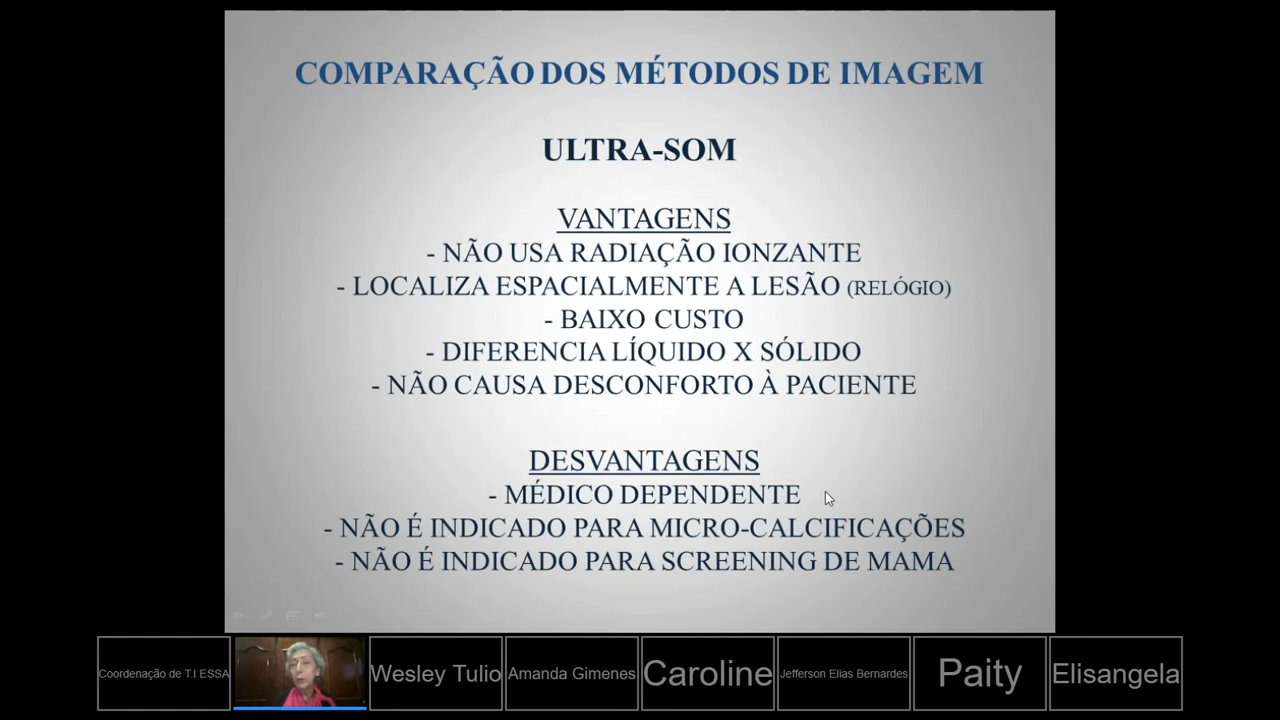 COMPARAÇÃO DOS MÉTODOS DE IMAGEM
ULTRA-SOM
VANTAGENS
- NÃO USA RADIAÇÃO IONZANTE
- LOCALIZA ESPACIALMENTE A LESÃO (RELÓGIO)
- BAIXO CUSTO
- DIFERENCIA LÍQUIDO X SÓLIDO
- NÃO CAUSA DESCONFORTO À PACIENTE
DESVANTAGENS
- MÉDICO DEPENDENTE
- NÃO É INDICADO PARA MICRO-CALCIFICAÇÕES
- NÃO É INDICADO PARA SCREENING DE MAMA
Coordenação de T.I ESSA
Wesley Tulio
Amanda Gimenes
Caroline
Jefferson Elias Bernardes
Paity
Elisangela